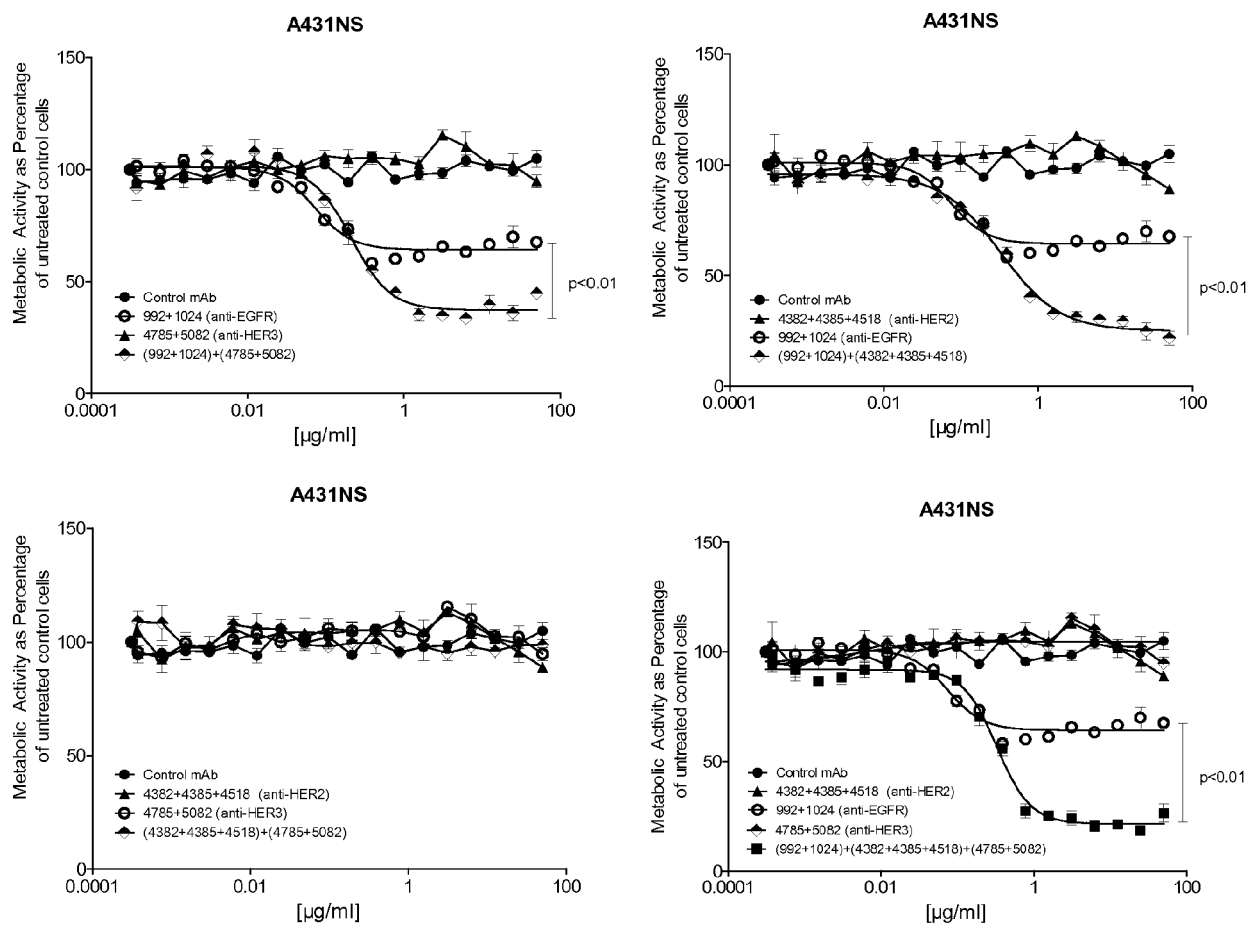 A431NS
Metabolic Activity as Percentage
of untreated control cells
150
100
50
0
Control mAb
992+1024 (anti-EGFR)
4785+5082 (anti-HER3)
(992+1024)+(4785+5082)
p<0.01
0.0001
0.01
1
100
[µg/ml]
A431NS
Metabolic Activity as Percentage
of untreated control cells
150
100
50
0
Control mAb
4382+4385+4518 (anti-HER2)
992+1024 (anti-EGFR)
(992+1024)+(4382+4385+4518)
p<0.01
0.0001
0.01
1
100
[µg/ml]
A431NS
Metabolic Activity as Percentage
of untreated control cells
150
100
50
0
Control mAb
4382+4385+4518 (anti-HER2)
4785+5082 (anti-HER3)
(4382+4385+4518)+(4785+5082)
0.0001
0.01
1
100
[µg/ml]
A431NS
Metabolic Activity as Percentage
of untreated control cells
150
100
50
0
Control mAb
4382+4385+4518 (anti-HER2)
992+1024 (anti-EGFR)
4785+5082 (anti-HER3)
(992+1024)+(4382+4385+4518)+(4785+5082)
p<0.01
0.0001
0.01
1
100
[µg/ml]